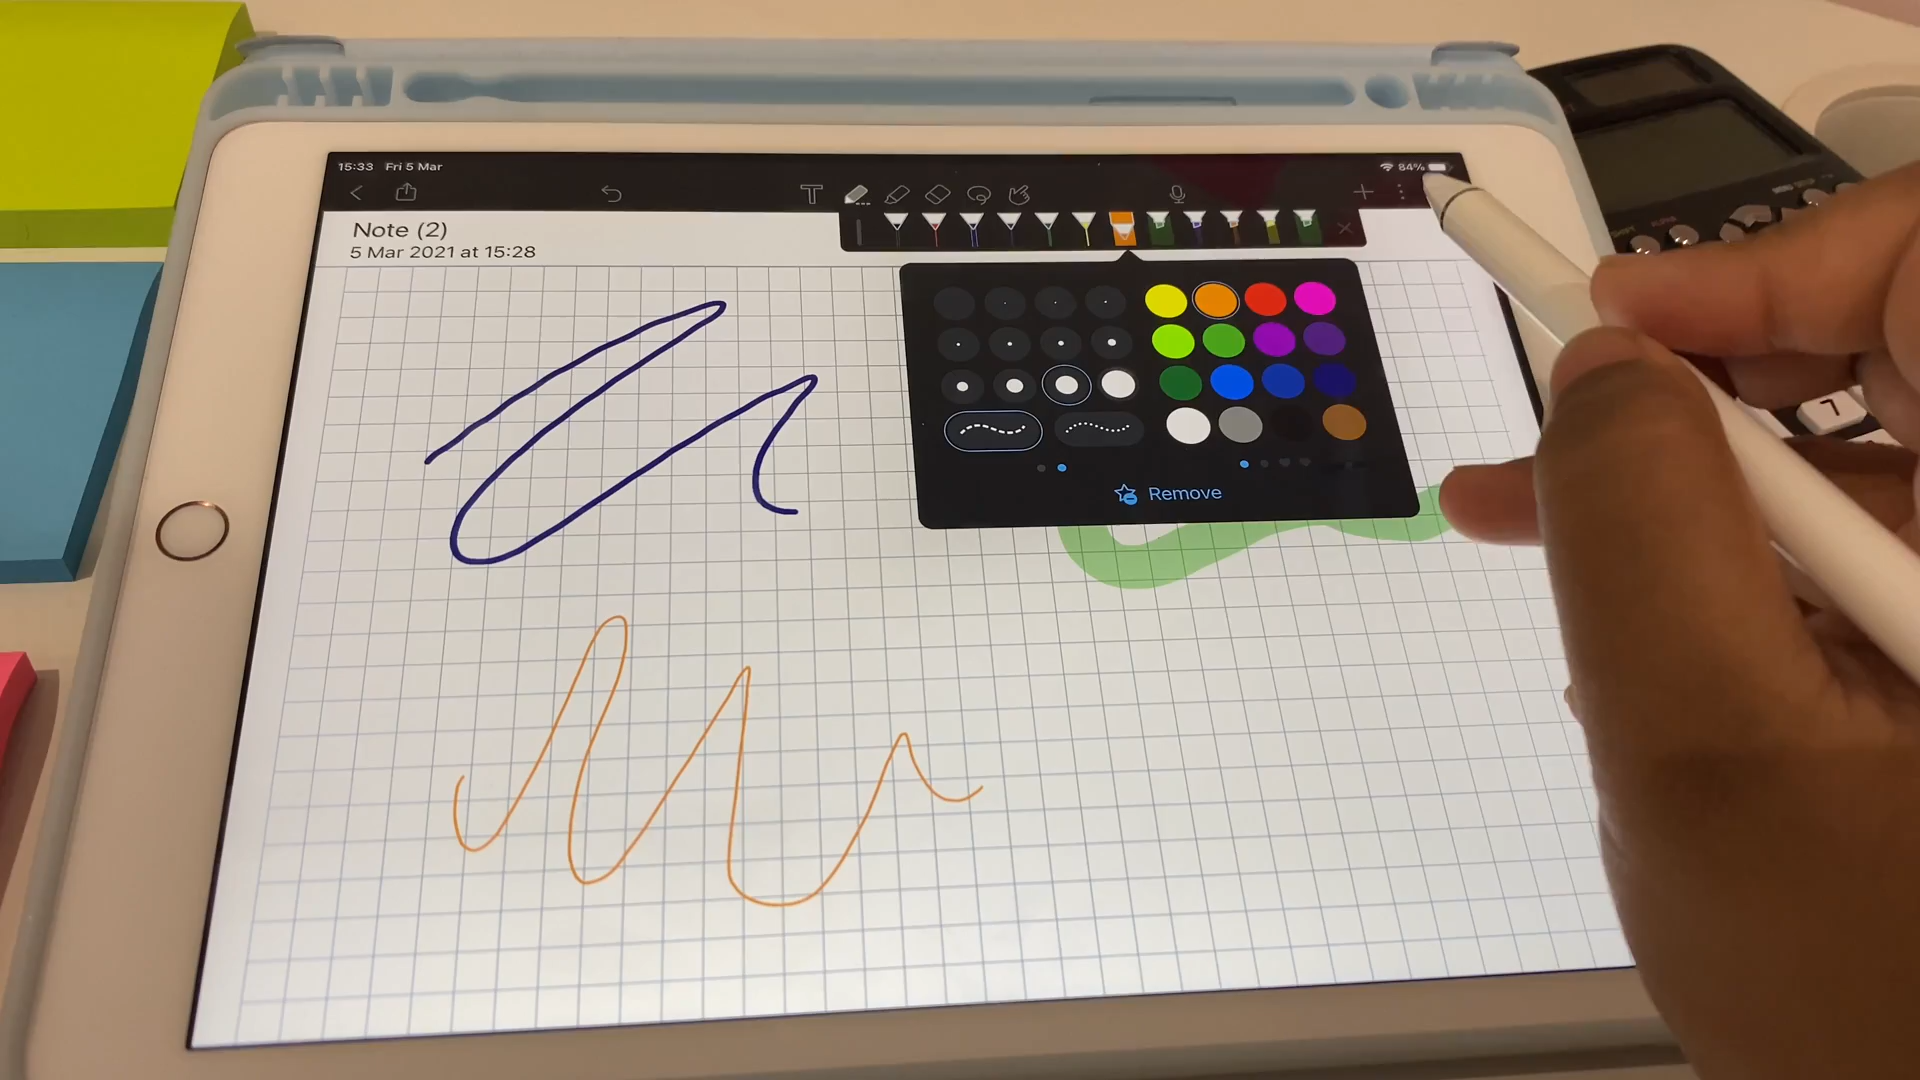 15:33 Fri 5 Mar
84%
T
Note (2)
5 Mar 2021 at 15:28
Remove
7